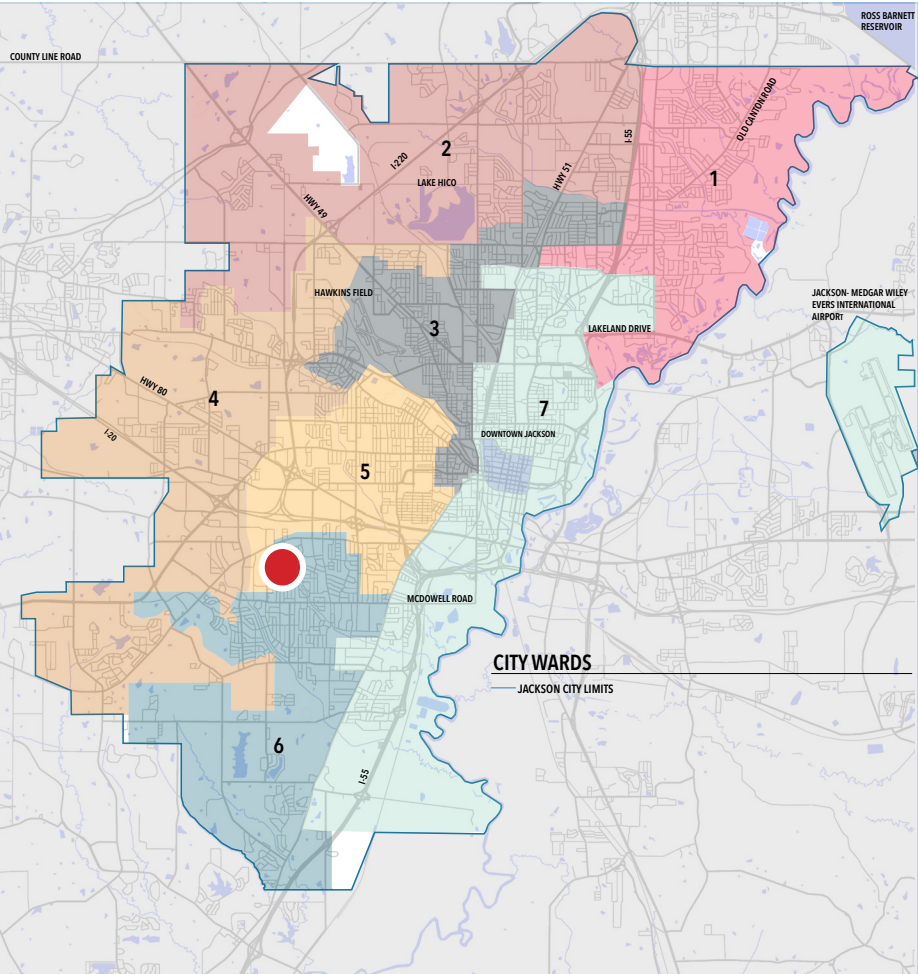 ROSS BARNETT
RESERVOIR
COUNTY LINE ROAD
OLD CANTON ROAD
I-55
2
I-220
HWY 51
1
LAKE HICO
HWY 49
HAWKINS FIELD
JACKSON- MEDGAR WILEY
EVERS INTERNATIONAL
AIRPORT
3
LAKELAND DRIVE
HWY 80
4
7
I-20
DOWNTOWN JACKSON
5
MCDOWELL ROAD
CITY WARDS
JACKSON CITY LIMITS
6
I-55